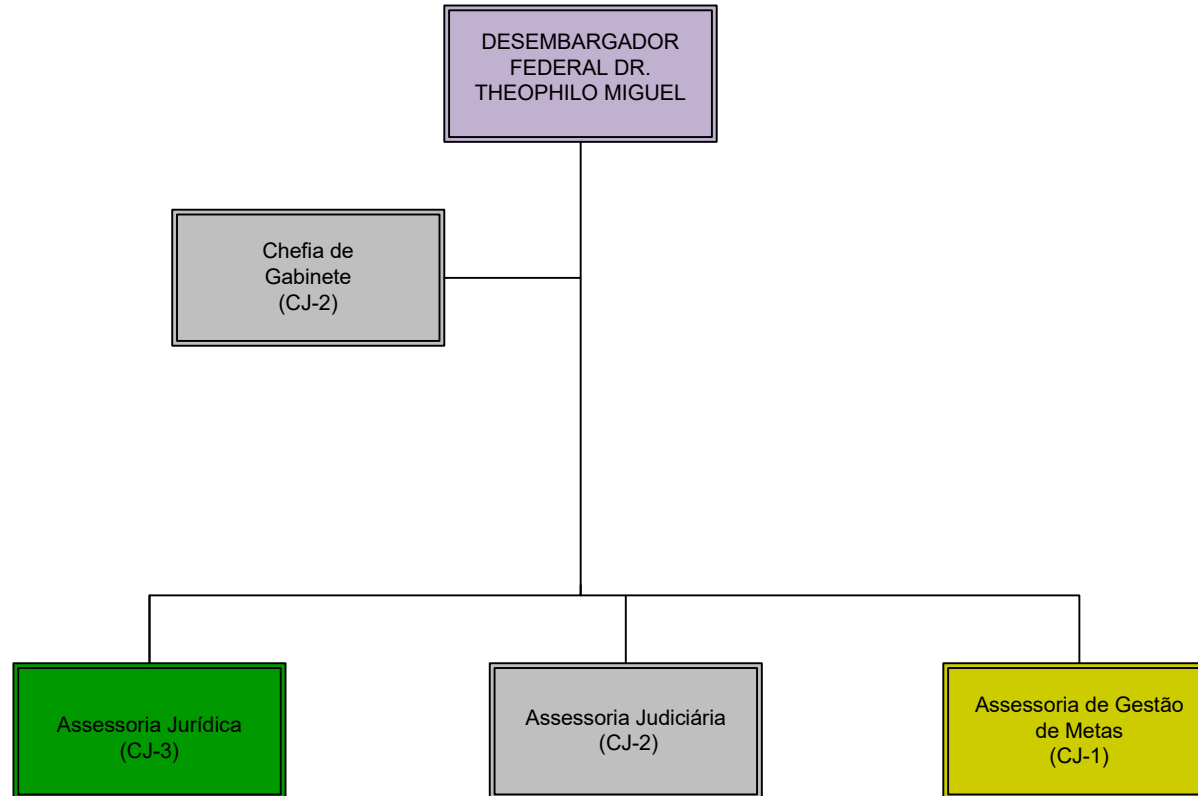 DESEMBARGADOR
FEDERAL DR.
THEOPHILO MIGUEL
Chefia de
Gabinete
(CJ-2)
Assessoria Jurídica
(CJ-3)
Assessoria Judiciária
(CJ-2)
Assessoria de Gestão
de Metas
(CJ-1)